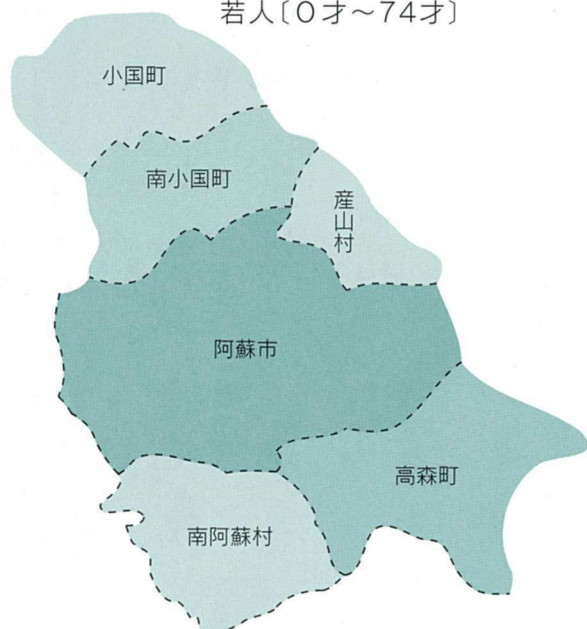 若人〔0才～74才〕
小国町
南小国町
産山村
阿蘇市
高森町
南阿蘇村